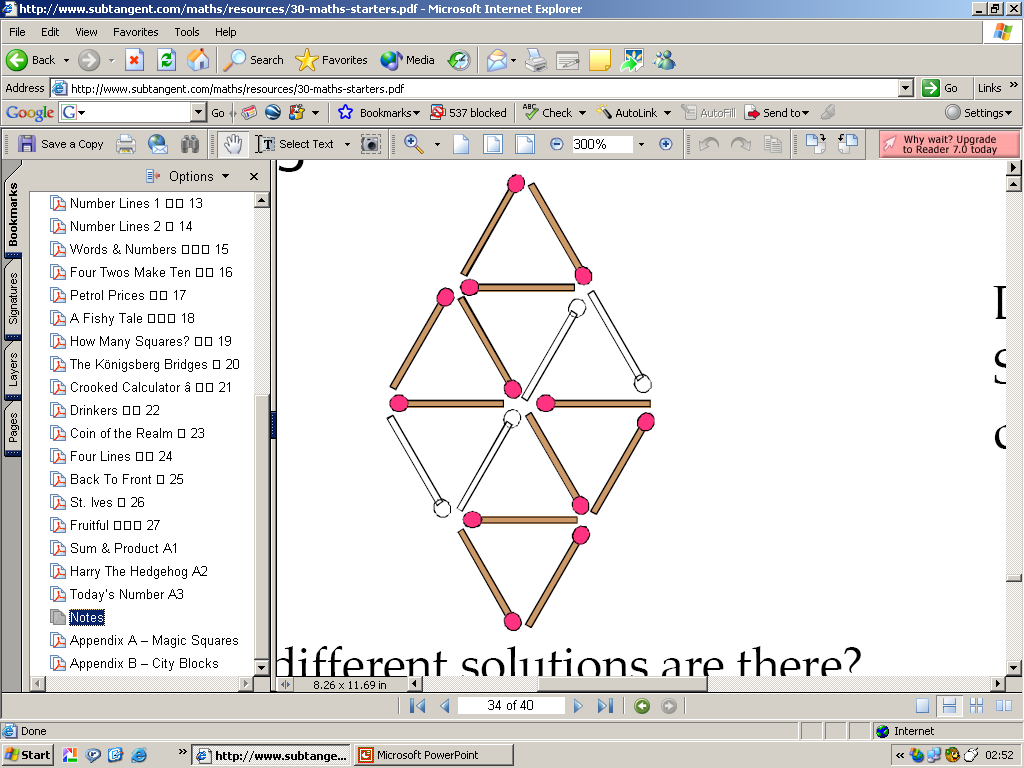 http://www.subtangent.com/maths/resources/30-maths-starters.pdf - Microsoft Internet Explorer
File Edit View Favorites Tools Help
Back Search Favorites Media
Address http://www.subtangent.com/maths/resources/30-maths-starters.pdf Go Links »
Google G Go Bookmarks 537 blocked ABC Check AutoLink AutoFill Send to Settings
Save a Copy Select Text 300% Why wait? Upgrade
to Reader 7.0 today
Bookmarks
Signatures
Layers
Pages
Options
Number Lines 1 □□ 13
Number Lines 2 □ 14
Words & Numbers □□□ 15
Four Twos Make Ten □□ 16
Petrol Prices □□ 17
A Fishy Tale □□□ 18
How Many Squares? □□ 19
The Königsberg Bridges □ 20
Crooked Calculator â □□ 21
Drinkers □□ 22
Coin of the Realm □ 23
Four Lines □□ 24
Back To Front □ 25
St. Ives □ 26
Fruitful □□□ 27
Sum & Product A1
Harry The Hedgehog A2
Today's Number A3
Notes
Appendix A – Magic Squares
Appendix B – City Blocks
different solutions are there?
8.26 x 11.69 in
34 of 40
Done Internet
Start » http://www.subtange... Microsoft PowerPoint « 02:52